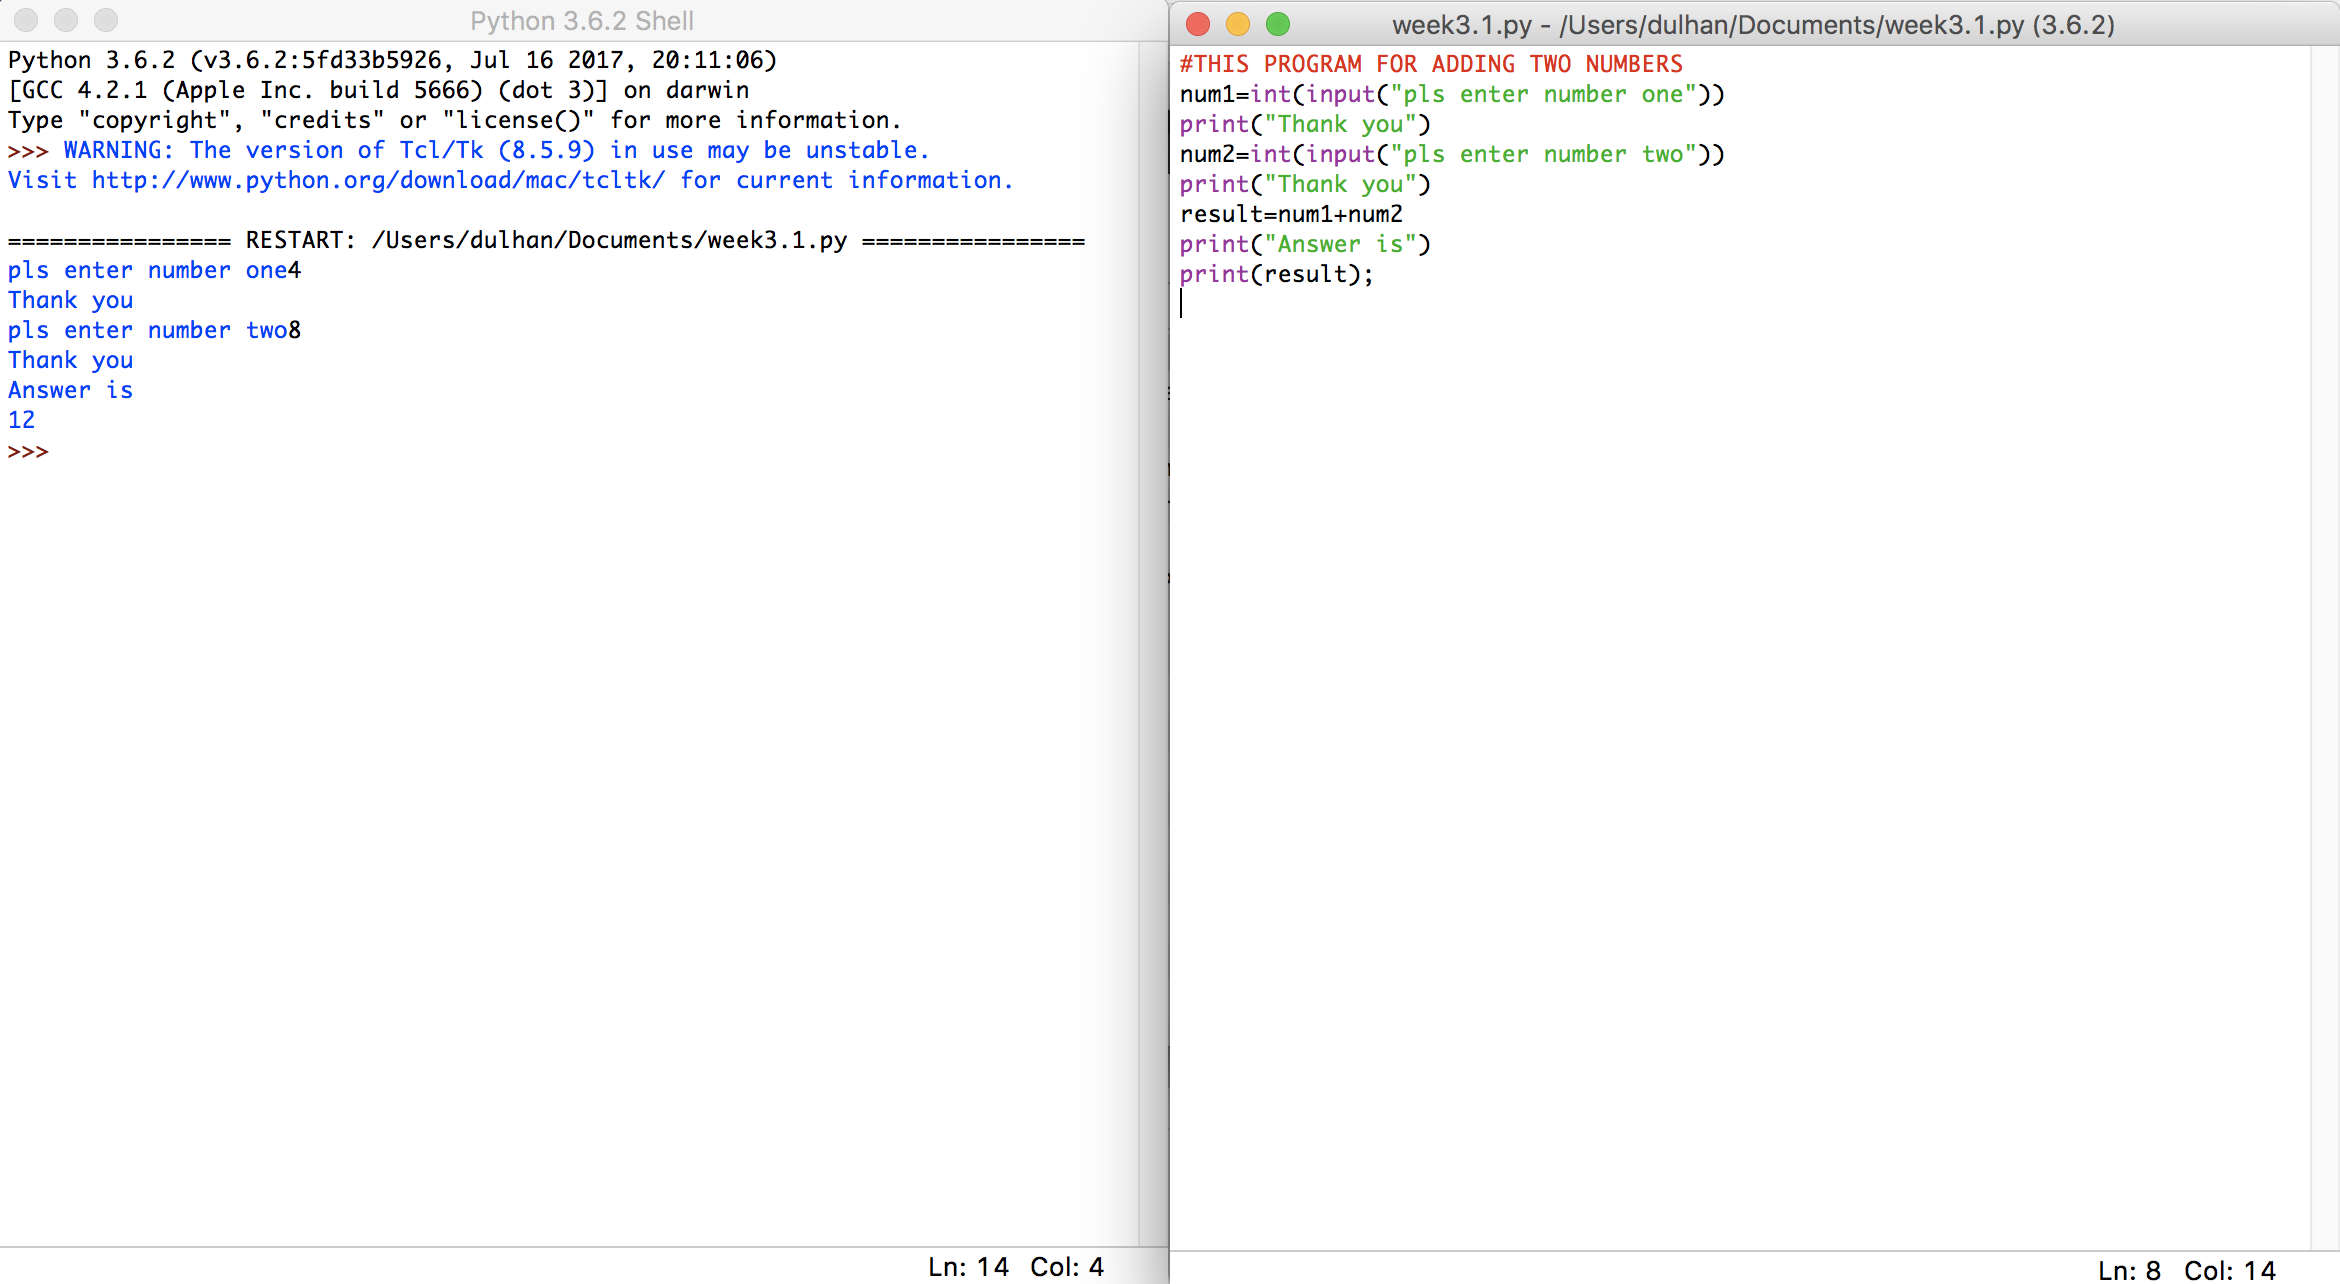 Python 3.6.2 Shell
Python 3.6.2 (v3.6.2:5fd33b5926, Jul 16 2017, 20:11:06)
[GCC 4.2.1 (Apple Inc. build 5666) (dot 3)] on darwin
Type "copyright", "credits" or "license()" for more information.
>>> WARNING: The version of Tcl/Tk (8.5.9) in use may be unstable.
Visit http://www.python.org/download/mac/tcltk/ for current information.
================ RESTART: /Users/dulhan/Documents/week3.1.py ================
pls enter number one4
Thank you
pls enter number two8
Thank you
Answer is
12
>>>
Ln: 14 Col: 4
week3.1.py - /Users/dulhan/Documents/week3.1.py (3.6.2)
#THIS PROGRAM FOR ADDING TWO NUMBERS
num1=int(input("pls enter number one"))
print("Thank you")
num2=int(input("pls enter number two"))
print("Thank you")
result=num1+num2
print("Answer is")
print(result);
Ln: 8 Col: 14